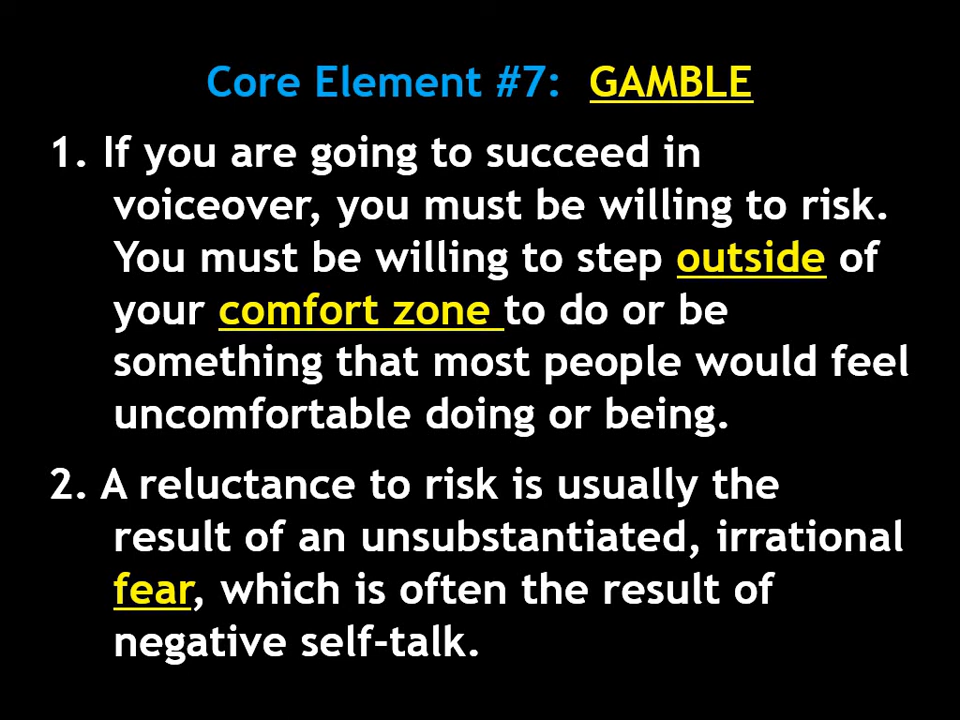 Core Element #7: GAMBLE
1. If you are going to succeed in
voiceover, you must be willing to risk.
You must be willing to step outside of
your comfort zone to do or be
something that most people would feel
uncomfortable doing or being.
2. A reluctance to risk is usually the
result of an unsubstantiated, irrational
fear, which is often the result of
negative self-talk.